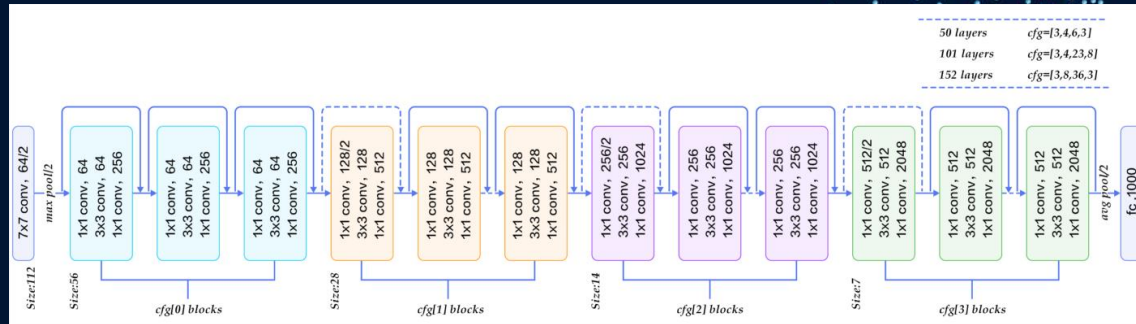 50 layers cfg=[3,4,6,3]
101 layers cfg=[3,4,23,8]
152 layers cfg=[3,8,36,3]
7x7 conv, 64/2
max pool/2
1x1 conv, 64
3x3 conv, 64
1x1 conv, 256
1x1 conv, 64
3x3 conv, 64
1x1 conv, 256
1x1 conv, 64
3x3 conv, 64
1x1 conv, 256
1x1 conv, 128/2
3x3 conv, 128
1x1 conv, 512
1x1 conv, 128
3x3 conv, 128
1x1 conv, 512
1x1 conv, 128
3x3 conv, 128
1x1 conv, 512
1x1 conv, 256/2
3x3 conv, 256
1x1 conv, 1024
1x1 conv, 256
3x3 conv, 256
1x1 conv, 1024
1x1 conv, 256
3x3 conv, 256
1x1 conv, 1024
1x1 conv, 512/2
3x3 conv, 512
1x1 conv, 2048
1x1 conv, 512
3x3 conv, 512
1x1 conv, 2048
1x1 conv, 512
3x3 conv, 512
1x1 conv, 2048
avg pool/2
fc, 1000
Size:112
Size:56
cfg[0] blocks
Size:28
cfg[1] blocks
Size:14
cfg[2] blocks
Size:7
cfg[3] blocks